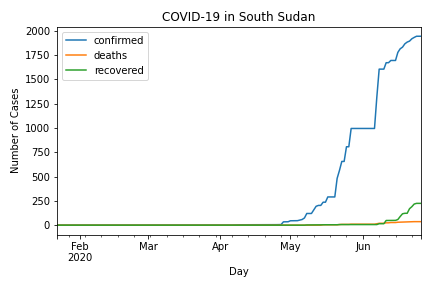 COVID-19 in South Sudan
confirmed
deaths
recovered
Number of Cases
2000
1750
1500
1250
1000
750
500
250
0
Feb
2020
Mar
Apr
May
Jun
Day